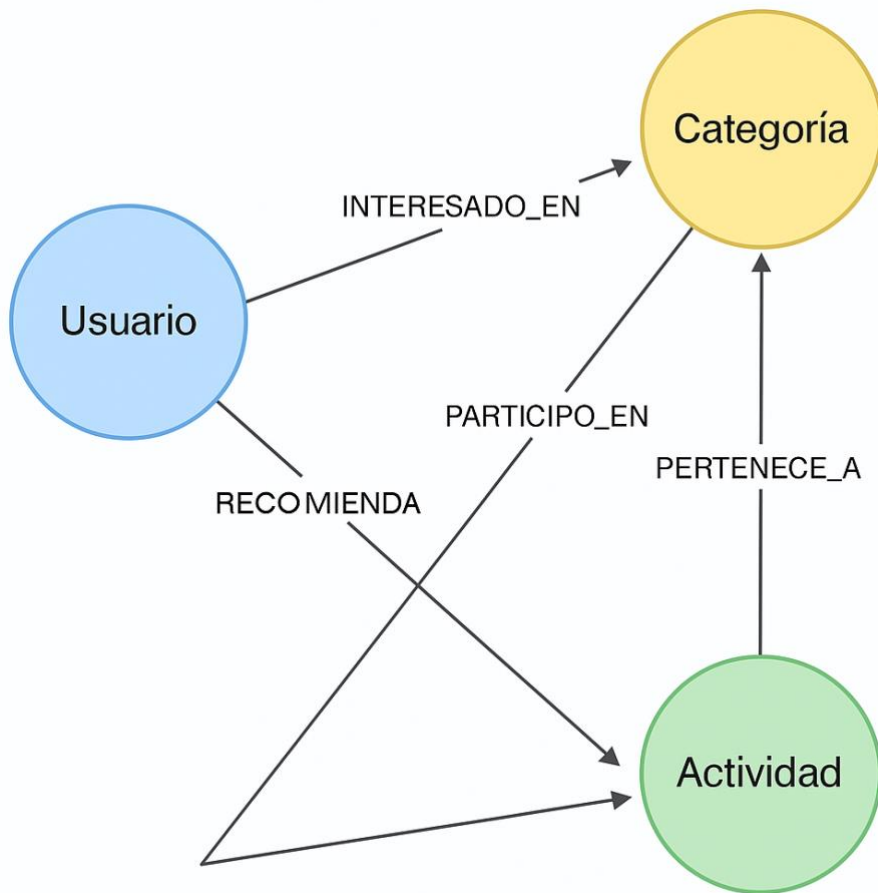 Categoría
INTERESADO_EN
Usuario
PARTICIPO_EN
PERTENECE_A
RECOMIENDA
Actividad